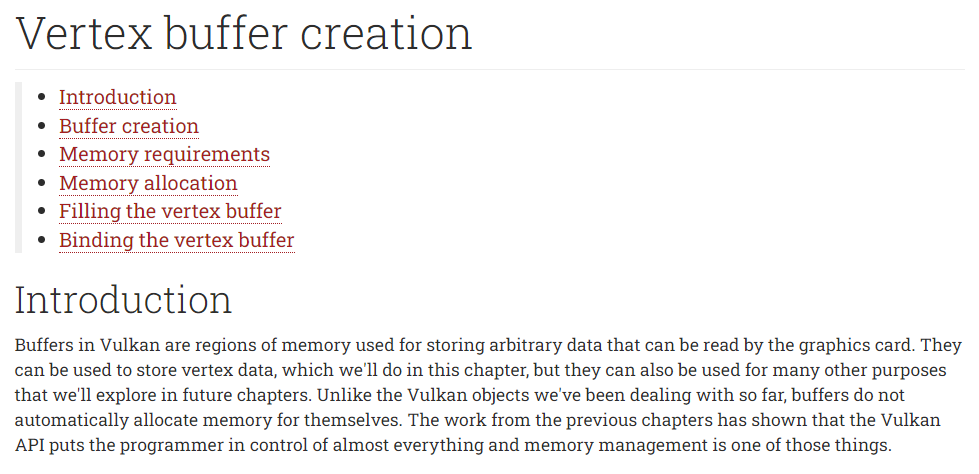 Vertex buffer creation
Introduction
Buffer creation
Memory requirements
Memory allocation
Filling the vertex buffer
Binding the vertex buffer
Introduction
Buffers in Vulkan are regions of memory used for storing arbitrary data that can be read by the graphics card. They
can be used to store vertex data, which we'll do in this chapter, but they can also be used for many other purposes
that we'll explore in future chapters. Unlike the Vulkan objects we've been dealing with so far, buffers do not
automatically allocate memory for themselves. The work from the previous chapters has shown that the Vulkan
API puts the programmer in control of almost everything and memory management is one of those things.